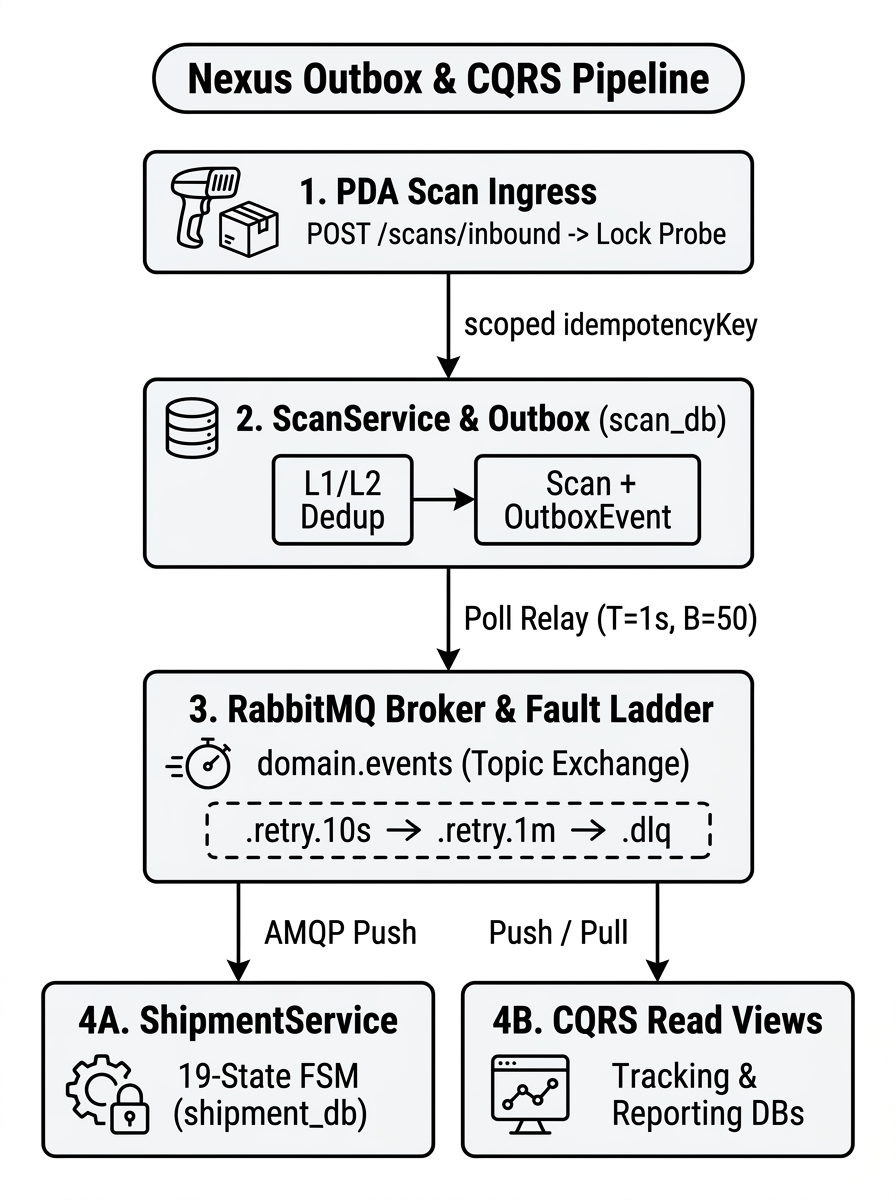 Nexus Outbox & CQRS Pipeline
1. PDA Scan Ingress
POST /scans/inbound -> Lock Probe
scoped idempotencyKey
2. ScanService & Outbox (scan_db)
L1/L2
Dedup
Scan +
OutboxEvent
Poll Relay (T=1s, B=50)
3. RabbitMQ Broker & Fault Ladder
domain.events (Topic Exchange)
.retry.10s → .retry.1m → .dlq
AMQP Push
Push / Pull
4A. ShipmentService
19-State FSM
(shipment_db)
4B. CQRS Read Views
Tracking &
Reporting DBs